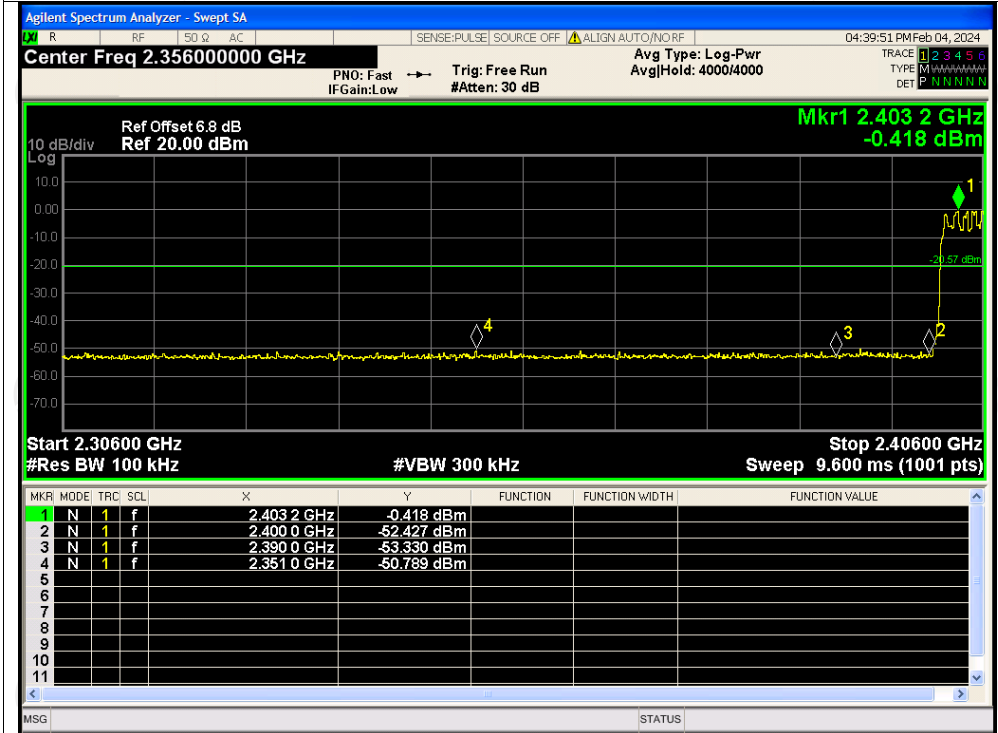 Agilent Spectrum Analyzer - Swept SA
LXI R RF 50 Ω AC SENSE:PULSE SOURCE OFF ALIGN AUTO/NO RF 04:39:51 PM Feb 04, 2024
Center Freq 2.356000000 GHz Avg Type: Log-Pwr TRACE 1 2 3 4 5 6
PNO: Fast Trig: Free Run Avg|Hold: 4000/4000 TYPE M
IFGain:Low #Atten: 30 dB DET P N N N N N
Mkr1 2.403 2 GHz
Ref Offset 6.8 dB
10 dB/div Ref 20.00 dBm -0.418 dBm
Log
10.0 1
0.00
-10.0
-20.0 -20.57 dBm
-30.0
-40.0 4 3 2
-50.0
-60.0
-70.0
Start 2.30600 GHz Stop 2.40600 GHz
#Res BW 100 kHz #VBW 300 kHz Sweep 9.600 ms (1001 pts)
MKR MODE TRC SCL X Y FUNCTION FUNCTION WIDTH FUNCTION VALUE
1 N 1 f 2.403 2 GHz -0.418 dBm
2 N 1 f 2.400 0 GHz -52.427 dBm
3 N 1 f 2.390 0 GHz -53.330 dBm
4 N 1 f 2.351 0 GHz -50.789 dBm
5
6
7
8
9
10
11
MSG STATUS